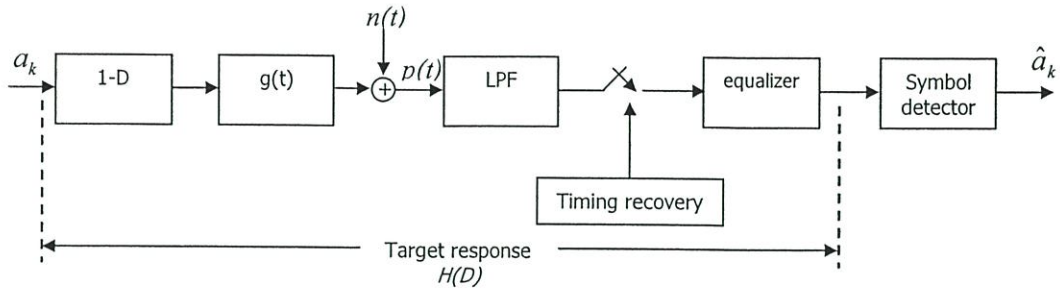 n(t)
a_k
1-D
g(t)
+
p(t)
LPF
equalizer
Symbol
detector
â_k
Timing recovery
Target response
H(D)